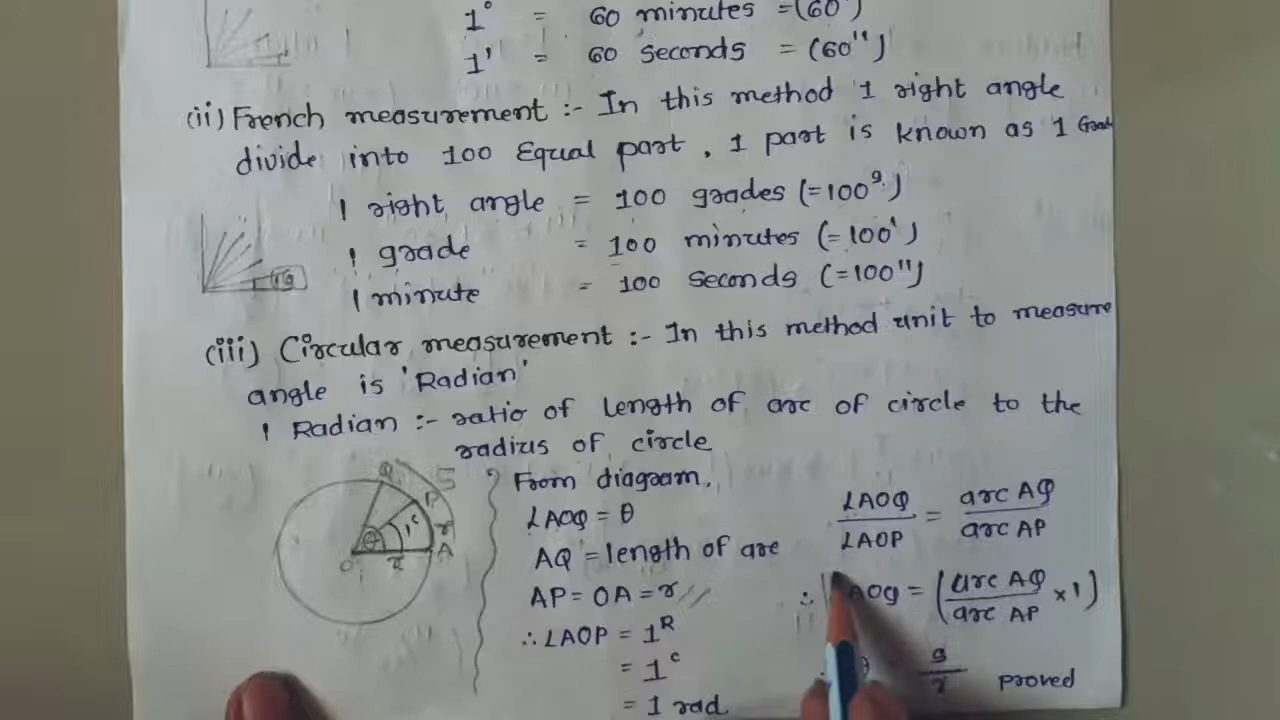 1° = 60 minutes = (60')
1' = 60 seconds = (60'')
(ii) French measurement :- In this method 1 right angle
divide into 100 Equal part, 1 part is known as 1 Grad
1 right angle = 100 grades (=100ᵍ)
1 grade = 100 minutes (=100')
1 minute = 100 seconds (=100'')
1G
(iii) Circular measurement :- In this method unit to measure
angle is 'Radian'
1 Radian :- ratio of length of arc of circle to the
radius of circle
Q S P r A O r θ 1ᶜ
From diagram,
∠AOQ = θ
AQ = length of arc
AP = OA = r
∴ ∠AOP = 1ᴿ
= 1ᶜ
= 1 rad
∠AOQ / ∠AOP = arc AQ / arc AP
∴ ∠AOQ = (arc AQ / arc AP × 1)
θ S / r proved